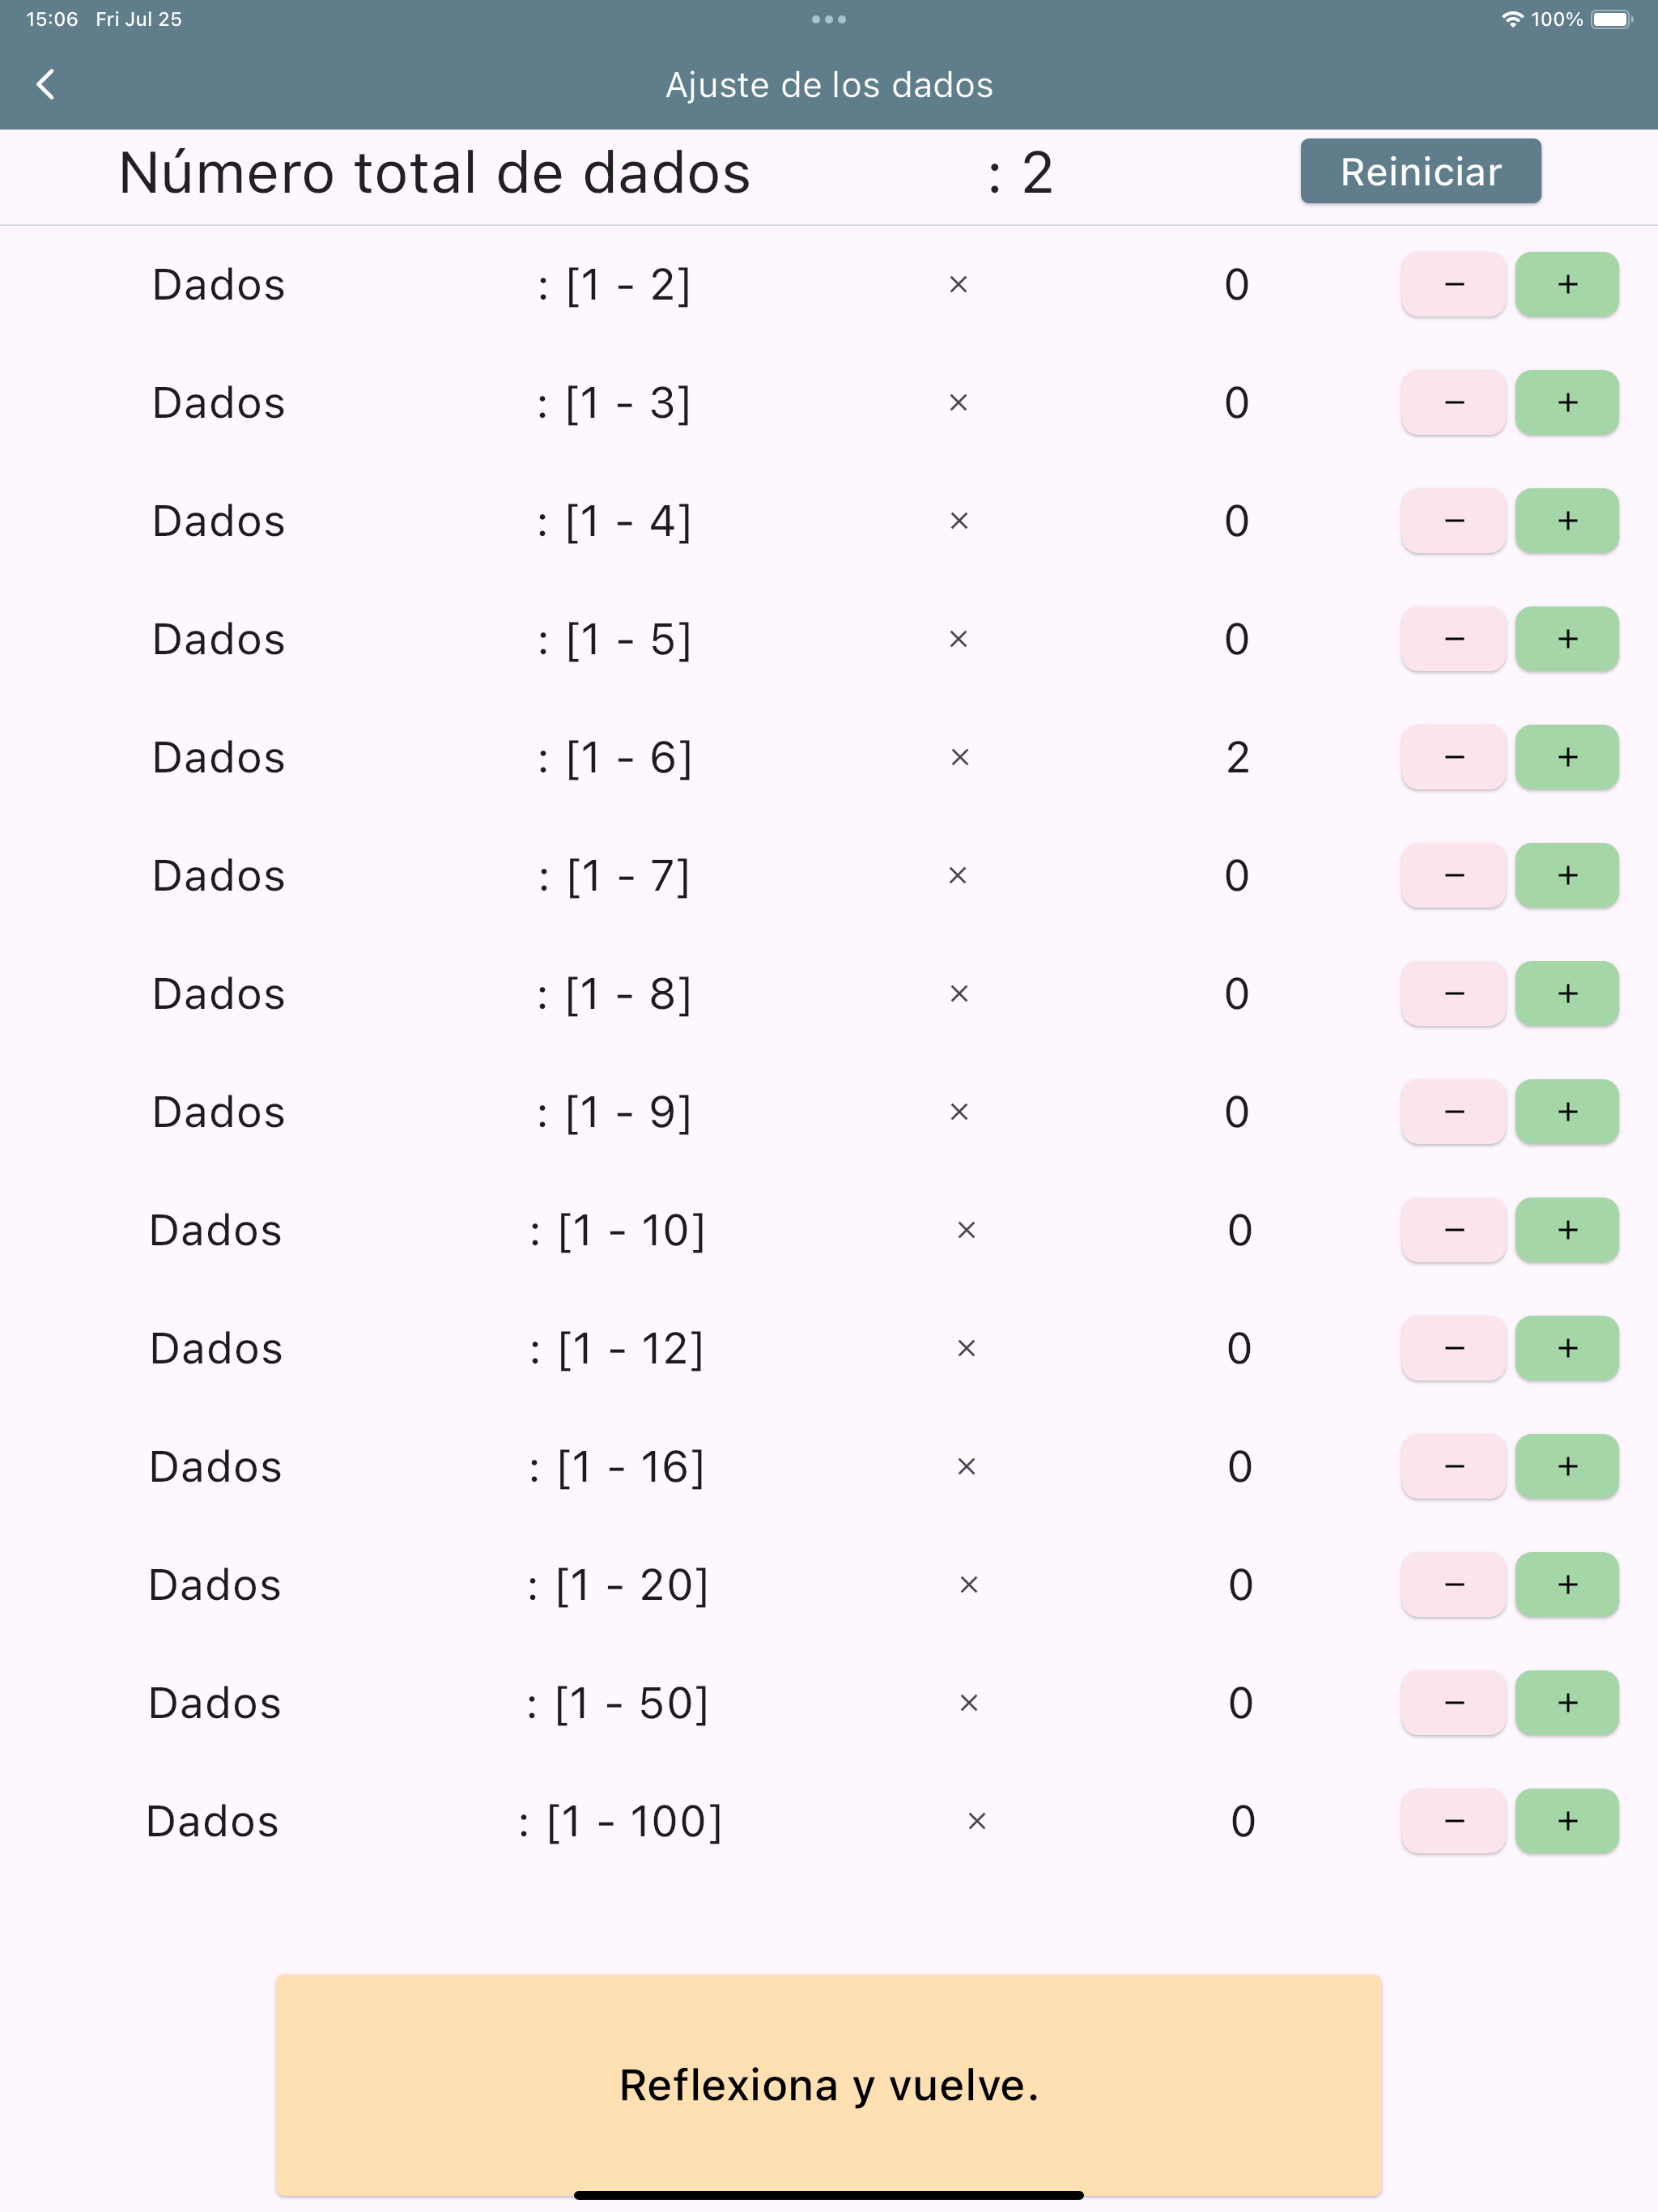 15:06 Fri Jul 25 100%
Ajuste de los dados
Número total de dados : 2 Reiniciar
Dados : [1 - 2] × 0 − +
Dados : [1 - 3] × 0 − +
Dados : [1 - 4] × 0 − +
Dados : [1 - 5] × 0 − +
Dados : [1 - 6] × 2 − +
Dados : [1 - 7] × 0 − +
Dados : [1 - 8] × 0 − +
Dados : [1 - 9] × 0 − +
Dados : [1 - 10] × 0 − +
Dados : [1 - 12] × 0 − +
Dados : [1 - 16] × 0 − +
Dados : [1 - 20] × 0 − +
Dados : [1 - 50] × 0 − +
Dados : [1 - 100] × 0 − +
Reflexiona y vuelve.